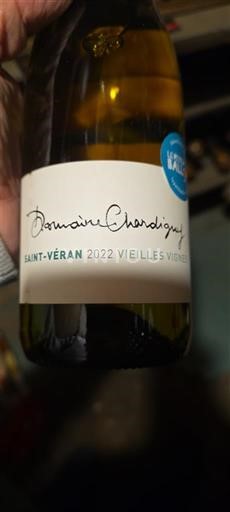 Domaine Chardigny
SAINT-VÉRAN 2022 VIEILLES VIGNES